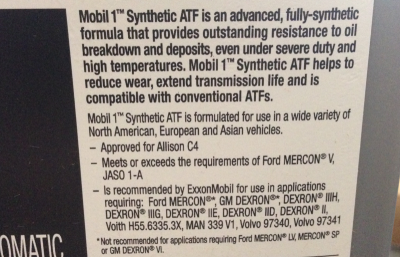 Mobil 1™ Synthetic ATF is an advanced, fully-synthetic
formula that provides outstanding resistance to oil
breakdown and deposits, even under severe duty and
high temperatures. Mobil 1™ Synthetic ATF helps to
reduce wear, extend transmission life and is
compatible with conventional ATFs.
Mobil 1™ Synthetic ATF is formulated for use in a wide variety of
North American, European and Asian vehicles.
– Approved for Allison C4
– Meets or exceeds the requirements of Ford MERCON® V,
JASO 1-A
– Is recommended by ExxonMobil for use in applications
requiring: Ford MERCON®*, GM DEXRON®*, DEXRON® IIIH,
DEXRON® IIIG, DEXRON® IIE, DEXRON® IID, DEXRON® II,
Voith H55.6335.3X, MAN 339 V1, Volvo 97340, Volvo 97341
*Not recommended for applications requiring Ford MERCON® LV, MERCON® SP
or GM DEXRON® VI.
OMATIC